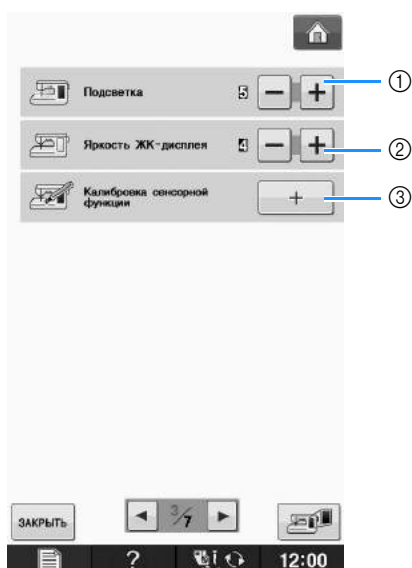 ①
Подсветка 5 − +
②
Яркость ЖК-дисплея 4 − +
③
Калибровка сенсорной
функции +
ЗАКРЫТЬ 3/7
? 12:00